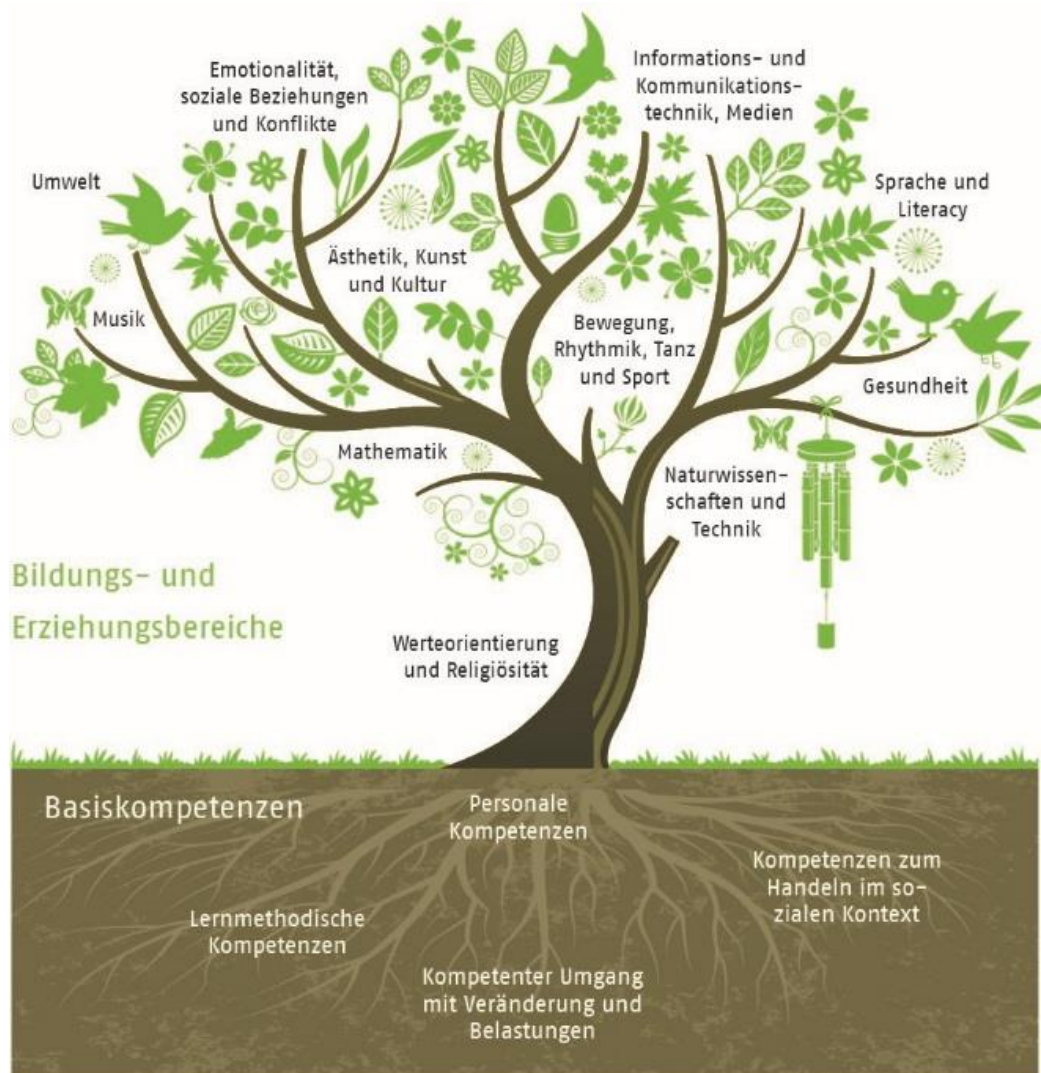 Emotionalität,
soziale Beziehungen
und Konflikte
Informations- und
Kommunikations-
technik, Medien
Umwelt
Sprache und
Literacy
Ästhetik, Kunst
und Kultur
Musik
Bewegung,
Rhythmik, Tanz
und Sport
Gesundheit
Mathematik
Naturwissen-
schaften und
Technik
Bildungs- und
Erziehungsbereiche
Werteorientierung
und Religiösität
Basiskompetenzen
Personale
Kompetenzen
Kompetenzen zum
Handeln im so-
zialen Kontext
Lernmethodische
Kompetenzen
Kompetenter Umgang
mit Veränderung und
Belastungen